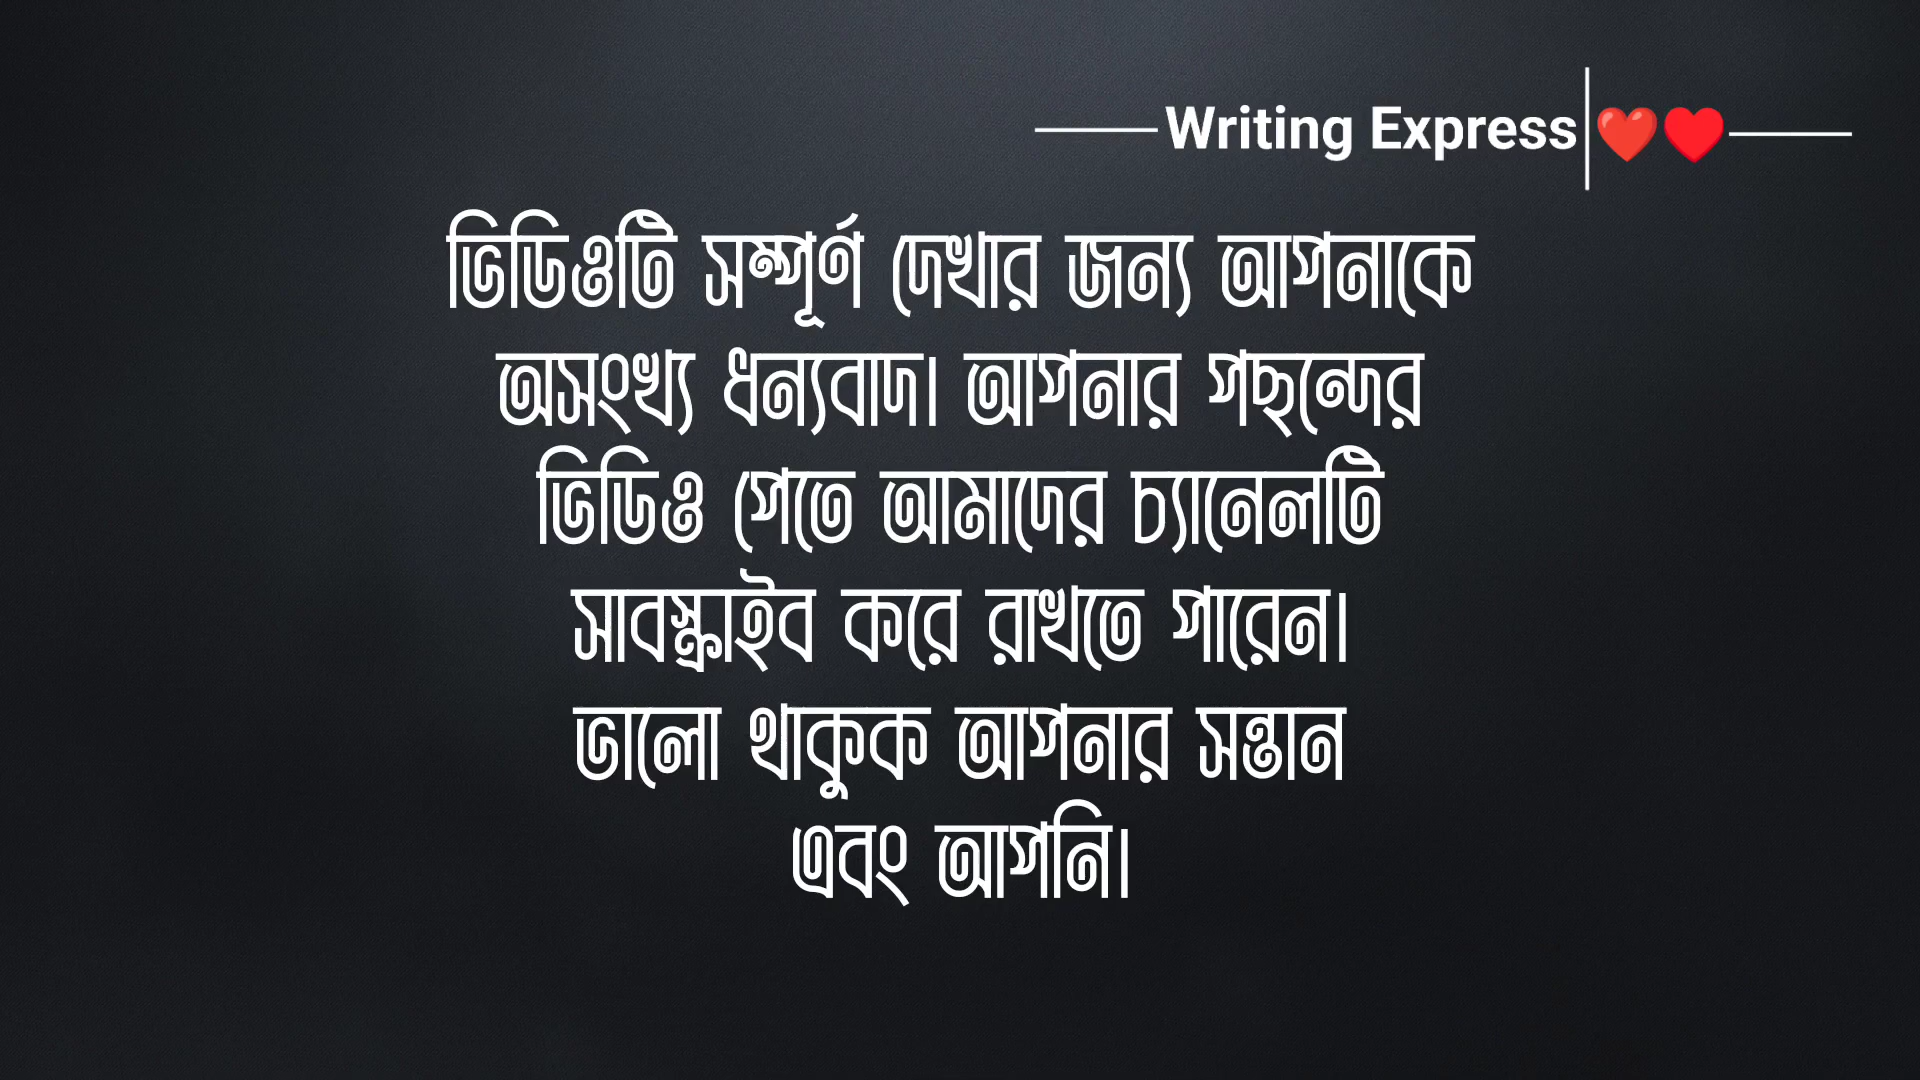 Writing Express ❤️♥️
ভিডিওটি সম্পূর্ণ দেখার জন্য আপনাকে
অসংখ্য ধন্যবাদ। আপনার পছন্দের
ভিডিও পেতে আমাদের চ্যানেলটি
সাবস্ক্রাইব করে রাখতে পারেন।
ভালো থাকুক আপনার সন্তান
এবং আপনি।